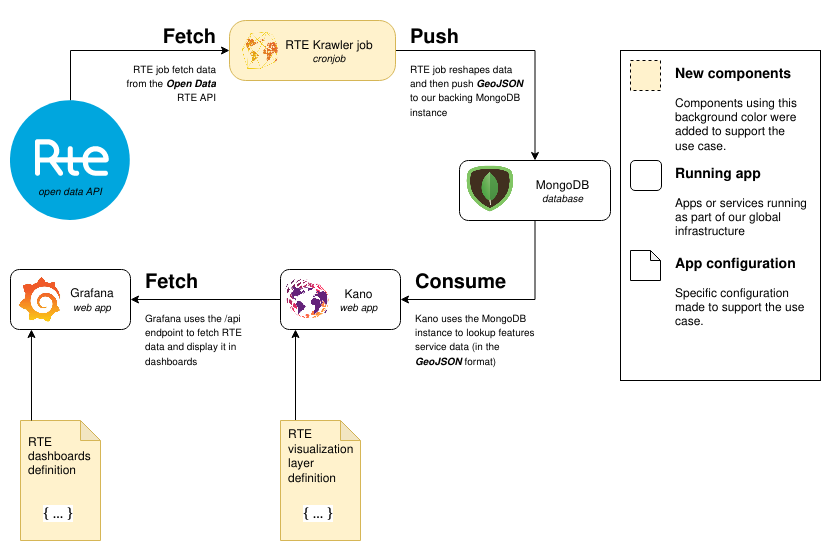 Fetch
RTE job fetch data
from the Open Data
RTE API
RTE Krawler job
cronjob
Push
RTE job reshapes data
and then push GeoJSON
to our backing MongoDB
instance
Rte
open data API
MongoDB
database
Consume
Kano uses the MongoDB
instance to lookup features
service data (in the
GeoJSON format)
Kano
web app
Fetch
Grafana uses the /api
endpoint to fetch RTE
data and display it in
dashboards
Grafana
web app
RTE
dashboards
definition
{ ... }
RTE
visualization
layer
definition
{ ... }
New components
Components using this
background color were
added to support the
use case.
Running app
Apps or services running
as part of our global
infrastructure
App configuration
Specific configuration
made to support the use
case.